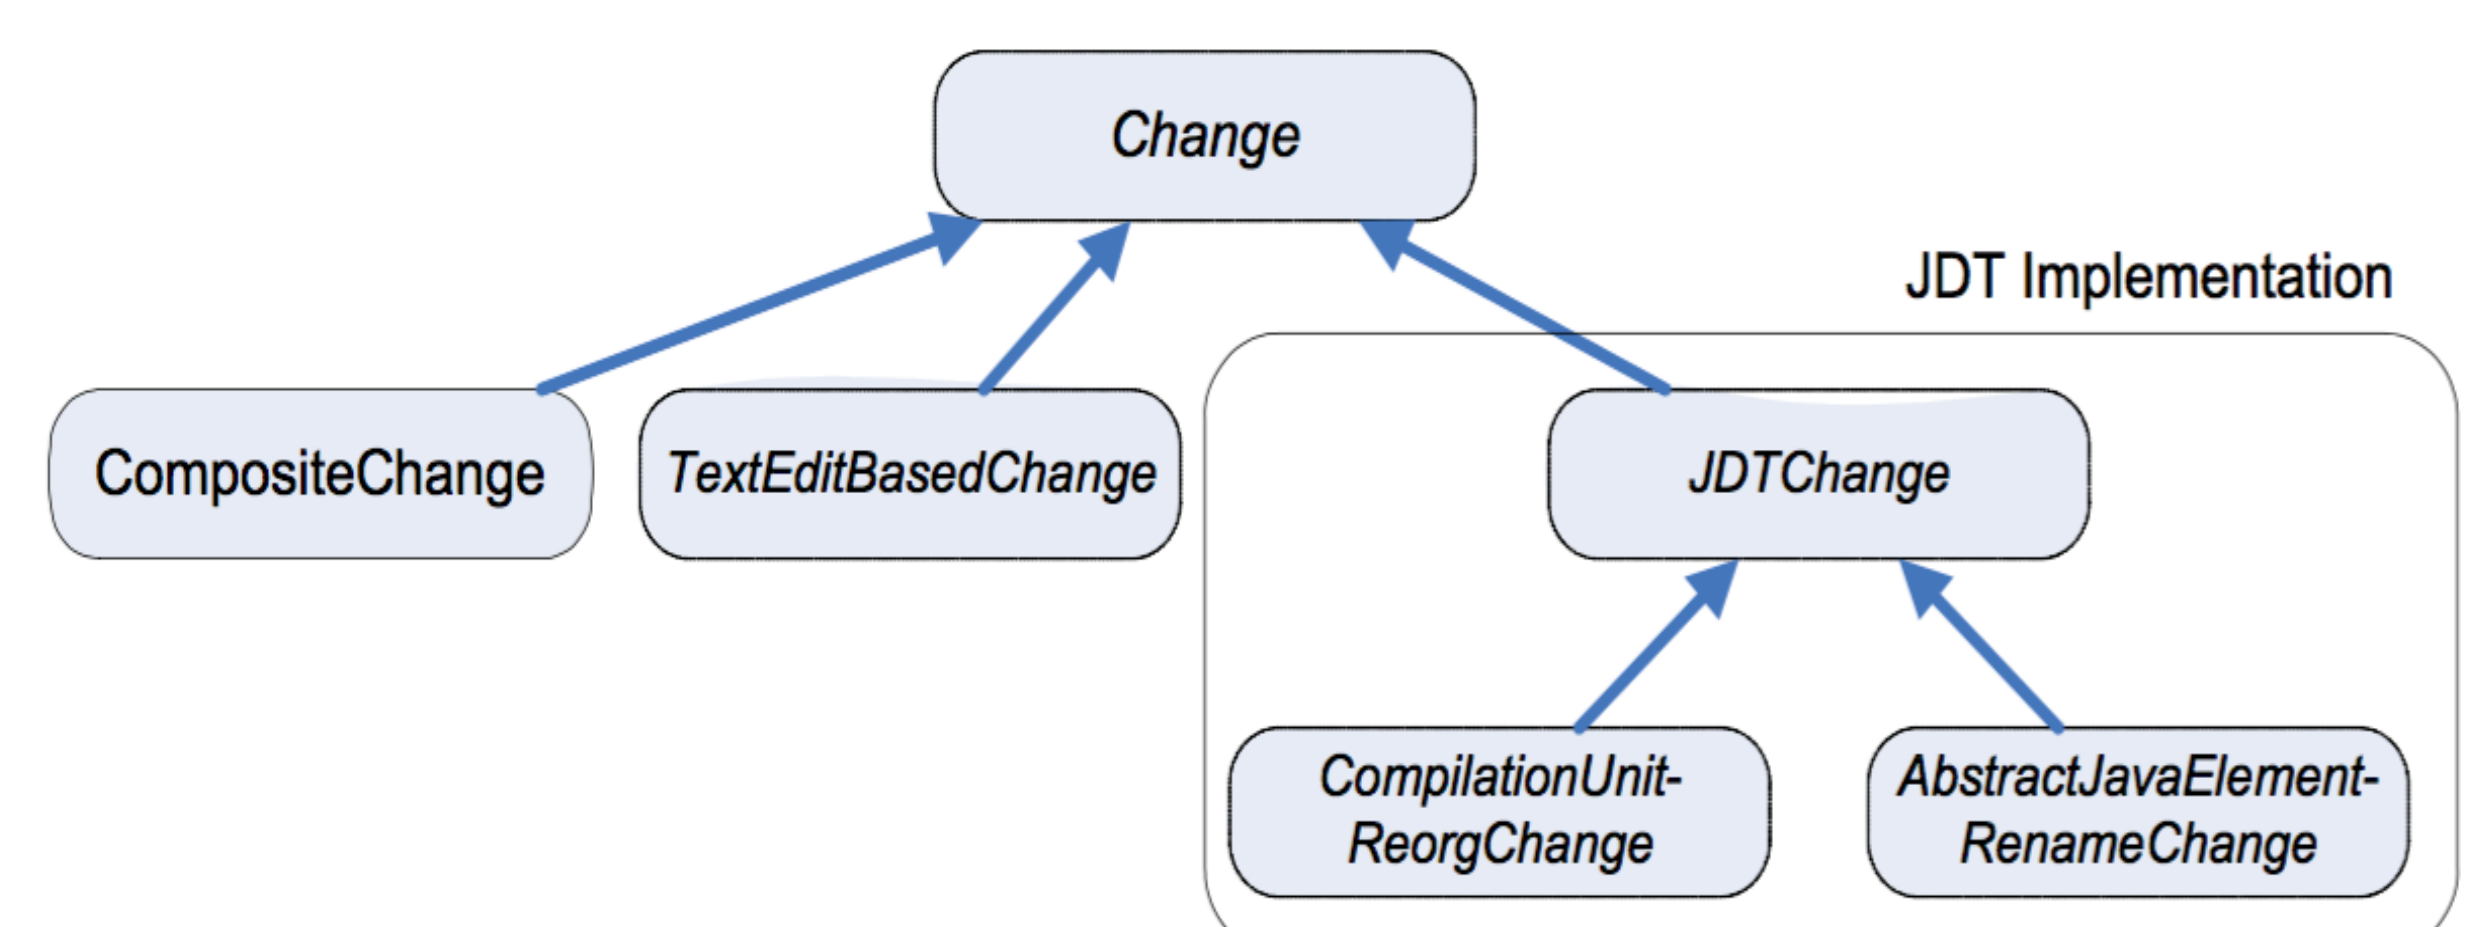 Change
JDT Implementation
CompositeChange
TextEditBasedChange
JDTChange
CompilationUnit-
ReorgChange
AbstractJavaElement-
RenameChange